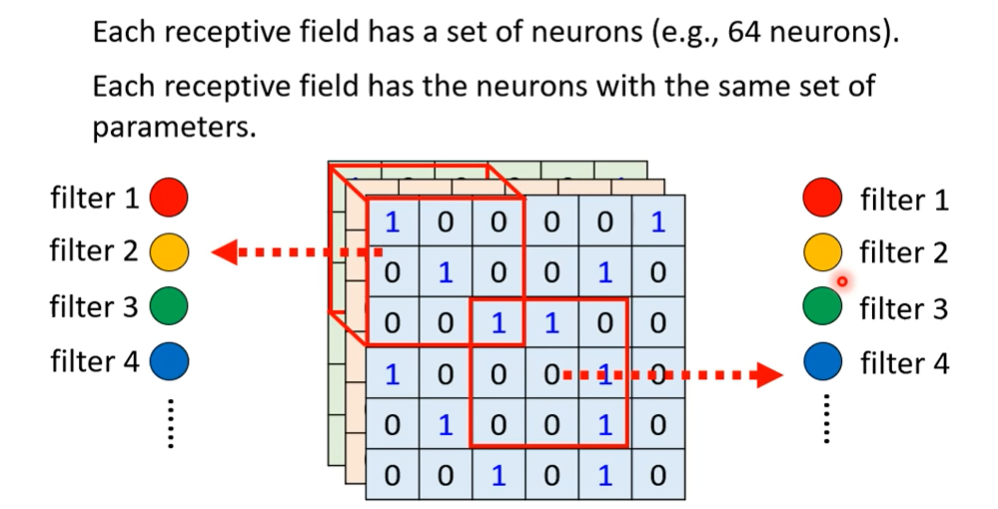 Each receptive field has a set of neurons (e.g., 64 neurons).
Each receptive field has the neurons with the same set of
parameters.
filter 1
filter 2
filter 3
filter 4
1 0 0 0 0 1
0 1 0 0 1 0
0 0 1 1 0 0
1 0 0 0 1 0
0 1 0 0 1 0
0 0 1 0 1 0
filter 1
filter 2
filter 3
filter 4